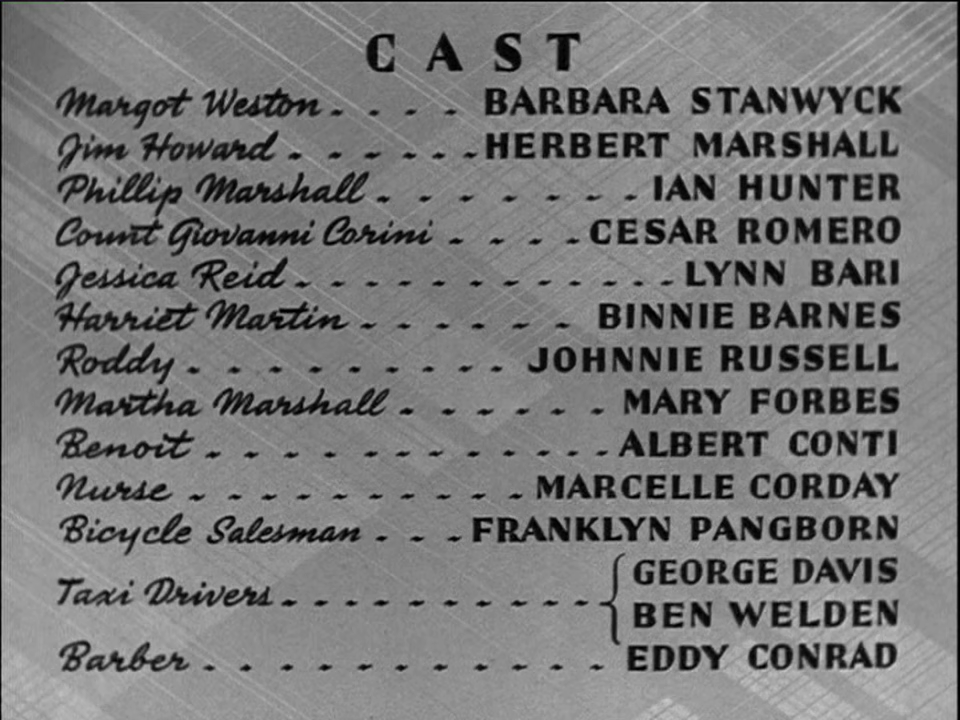 CAST
Margot Weston. . . . BARBARA STANWYCK
Jim Howard . . . . . . HERBERT MARSHALL
Phillip Marshall . . . . . . . IAN HUNTER
Count Giovanni Corini . . . . CESAR ROMERO
Jessica Reid . . . . . . . . . . . . LYNN BARI
Harriet Martin . . . . . . BINNIE BARNES
Roddy . . . . . . . . . . JOHNNIE RUSSELL
Martha Marshall . . . . . . MARY FORBES
Benoit . . . . . . . . . . . . ALBERT CONTI
Nurse . . . . . . . . . . MARCELLE CORDAY
Bicycle Salesman . . . FRANKLYN PANGBORN
Taxi Drivers . . . . . . . . . . . . { GEORGE DAVIS
BEN WELDEN
Barber . . . . . . . . . . . EDDY CONRAD